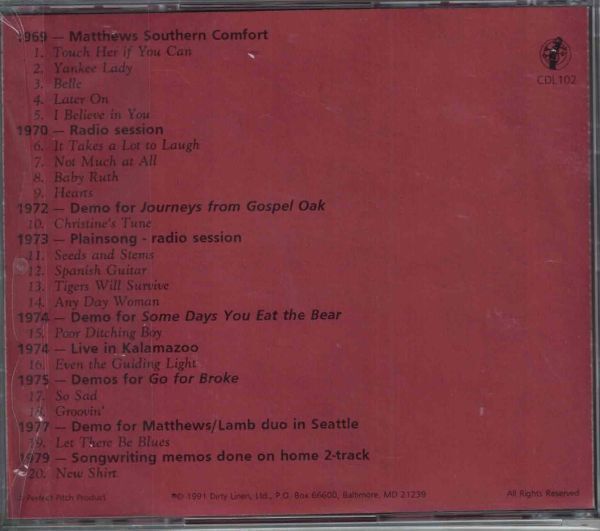 1969 — Matthews Southern Comfort
1. Touch Her if You Can
2. Yankee Lady
3. Belle
4. Later On
5. I Believe in You
CDL102
1970 — Radio session
6. It Takes a Lot to Laugh
7. Not Much at All
8. Baby Ruth
9. Hearts
1972 — Demo for Journeys from Gospel Oak
10. Christine's Tune
1973 — Plainsong - radio session
11. Seeds and Stems
12. Spanish Guitar
13. Tigers Will Survive
14. Any Day Woman
1974 — Demo for Some Days You Eat the Bear
15. Poor Ditching Boy
1974 — Live in Kalamazoo
16. Even the Guiding Light
1975 — Demos for Go for Broke
17. So Sad
18. Groovin'
1977 — Demo for Matthews/Lamb duo in Seattle
19. Let There Be Blues
1979 — Songwriting memos done on home 2-track
20. New Shirt
A Perfect Pitch Product
℗© 1991 Dirty Linen, Ltd., P.O. Box 66600, Baltimore, MD 21239
All Rights Reserved